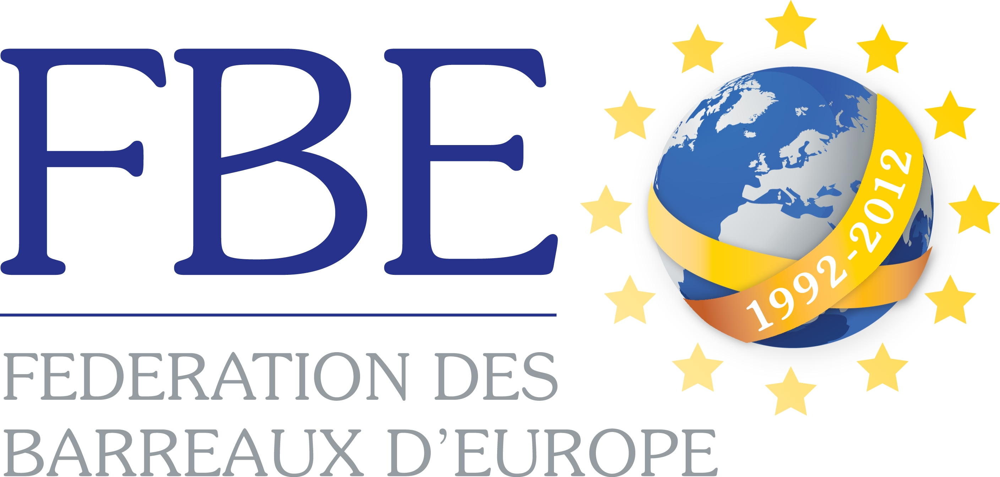 FBE
1992-2012
FEDERATION DES
BARREAUX D’EUROPE